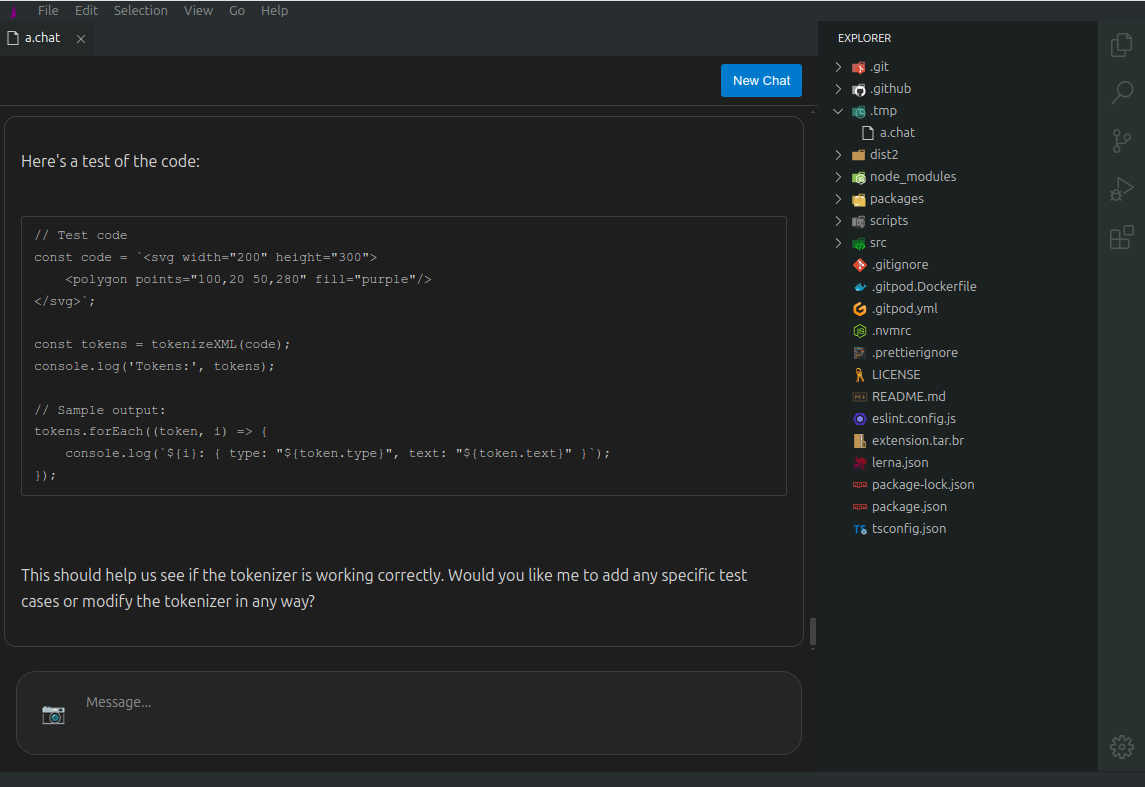 File Edit Selection View Go Help
a.chat
New Chat
Here's a test of the code:
// Test code
const code = `<svg width="200" height="300">
    <polygon points="100,20 50,280" fill="purple"/>
</svg>`;
const tokens = tokenizeXML(code);
console.log('Tokens:', tokens);
// Sample output:
tokens.forEach((token, i) => {
    console.log(`${i}: { type: "${token.type}", text: "${token.text}" }`);
});
This should help us see if the tokenizer is working correctly. Would you like me to add any specific test
cases or modify the tokenizer in any way?
Message...
EXPLORER
.git
.github
.tmp
a.chat
dist2
node_modules
packages
scripts
src
.gitignore
.gitpod.Dockerfile
.gitpod.yml
.nvmrc
.prettierignore
LICENSE
README.md
eslint.config.js
extension.tar.br
lerna.json
package-lock.json
package.json
tsconfig.json